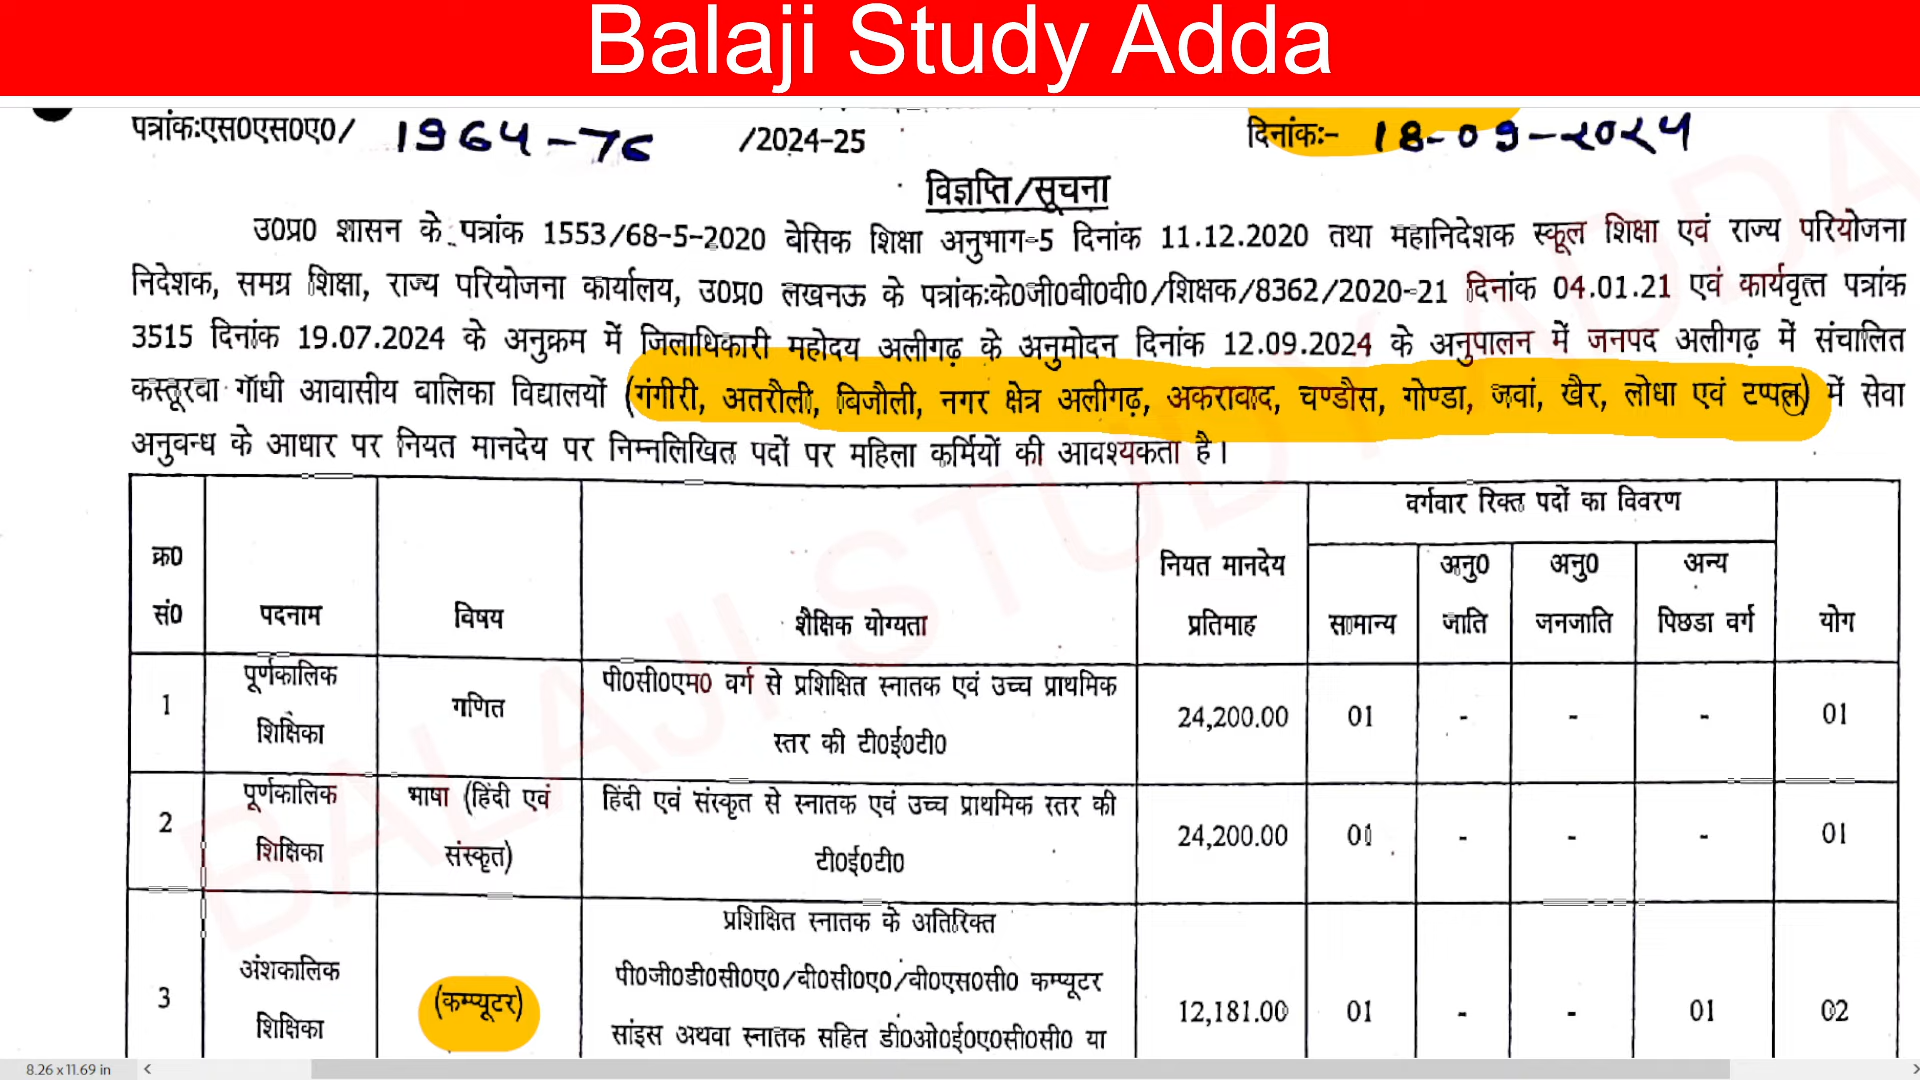 Balaji Study Adda
पत्रांकःएस0एस0ए0/ 1964-76 /2024-25 दिनांकः- 18-09-२०२५
विज्ञप्ति/सूचना
उ0प्र0 शासन के पत्रांक 1553/68-5-2020 बेसिक शिक्षा अनुभाग-5 दिनांक 11.12.2020 तथा महानिदेशक स्कूल शिक्षा एवं राज्य परियोजना
निदेशक, समग्र शिक्षा, राज्य परियोजना कार्यालय, उ0प्र0 लखनऊ के पत्रांकःके0जी0बी0वी0/शिक्षक/8362/2020-21 दिनांक 04.01.21 एवं कार्यवृत्त पत्रांक
3515 दिनांक 19.07.2024 के अनुक्रम में जिलाधिकारी महोदय अलीगढ़ के अनुमोदन दिनांक 12.09.2024 के अनुपालन में जनपद अलीगढ़ में संचालित
कस्तूरबा गॉधी आवासीय बालिका विद्यालयों (गंगीरी, अतरौली, बिजौली, नगर क्षेत्र अलीगढ़, अकराबाद, चण्डौस, गोण्डा, जवां, खैर, लोधा एवं टप्पल) में सेवा
अनुबन्ध के आधार पर नियत मानदेय पर निम्नलिखित पदों पर महिला कर्मियों की आवश्यकता है।
क्र0 सं0 पदनाम विषय शैक्षिक योग्यता नियत मानदेय प्रतिमाह वर्गवार रिक्त पदों का विवरण योग
सामान्य अनु0 जाति अनु0 जनजाति अन्य पिछडा वर्ग
1 पूर्णकालिक शिक्षिका गणित पी0सी0एम0 वर्ग से प्रशिक्षित स्नातक एवं उच्च प्राथमिक स्तर की टी0ई0टी0 24,200.00 01 - - - 01
2 पूर्णकालिक शिक्षिका भाषा (हिंदी एवं संस्कृत) हिंदी एवं संस्कृत से स्नातक एवं उच्च प्राथमिक स्तर की टी0ई0टी0 24,200.00 01 - - - 01
3 अंशकालिक शिक्षिका (कम्प्यूटर) प्रशिक्षित स्नातक के अतिरिक्त पी0जी0डी0सी0ए0/बी0सी0ए0/बी0एस0सी0 कम्प्यूटर सांइस अथवा स्नातक सहित डी0ओ0ई0ए0सी0सी0 या 12,181.00 01 - - 01 02
BALAJI STUDY ADDA
8.26 x 11.69 in